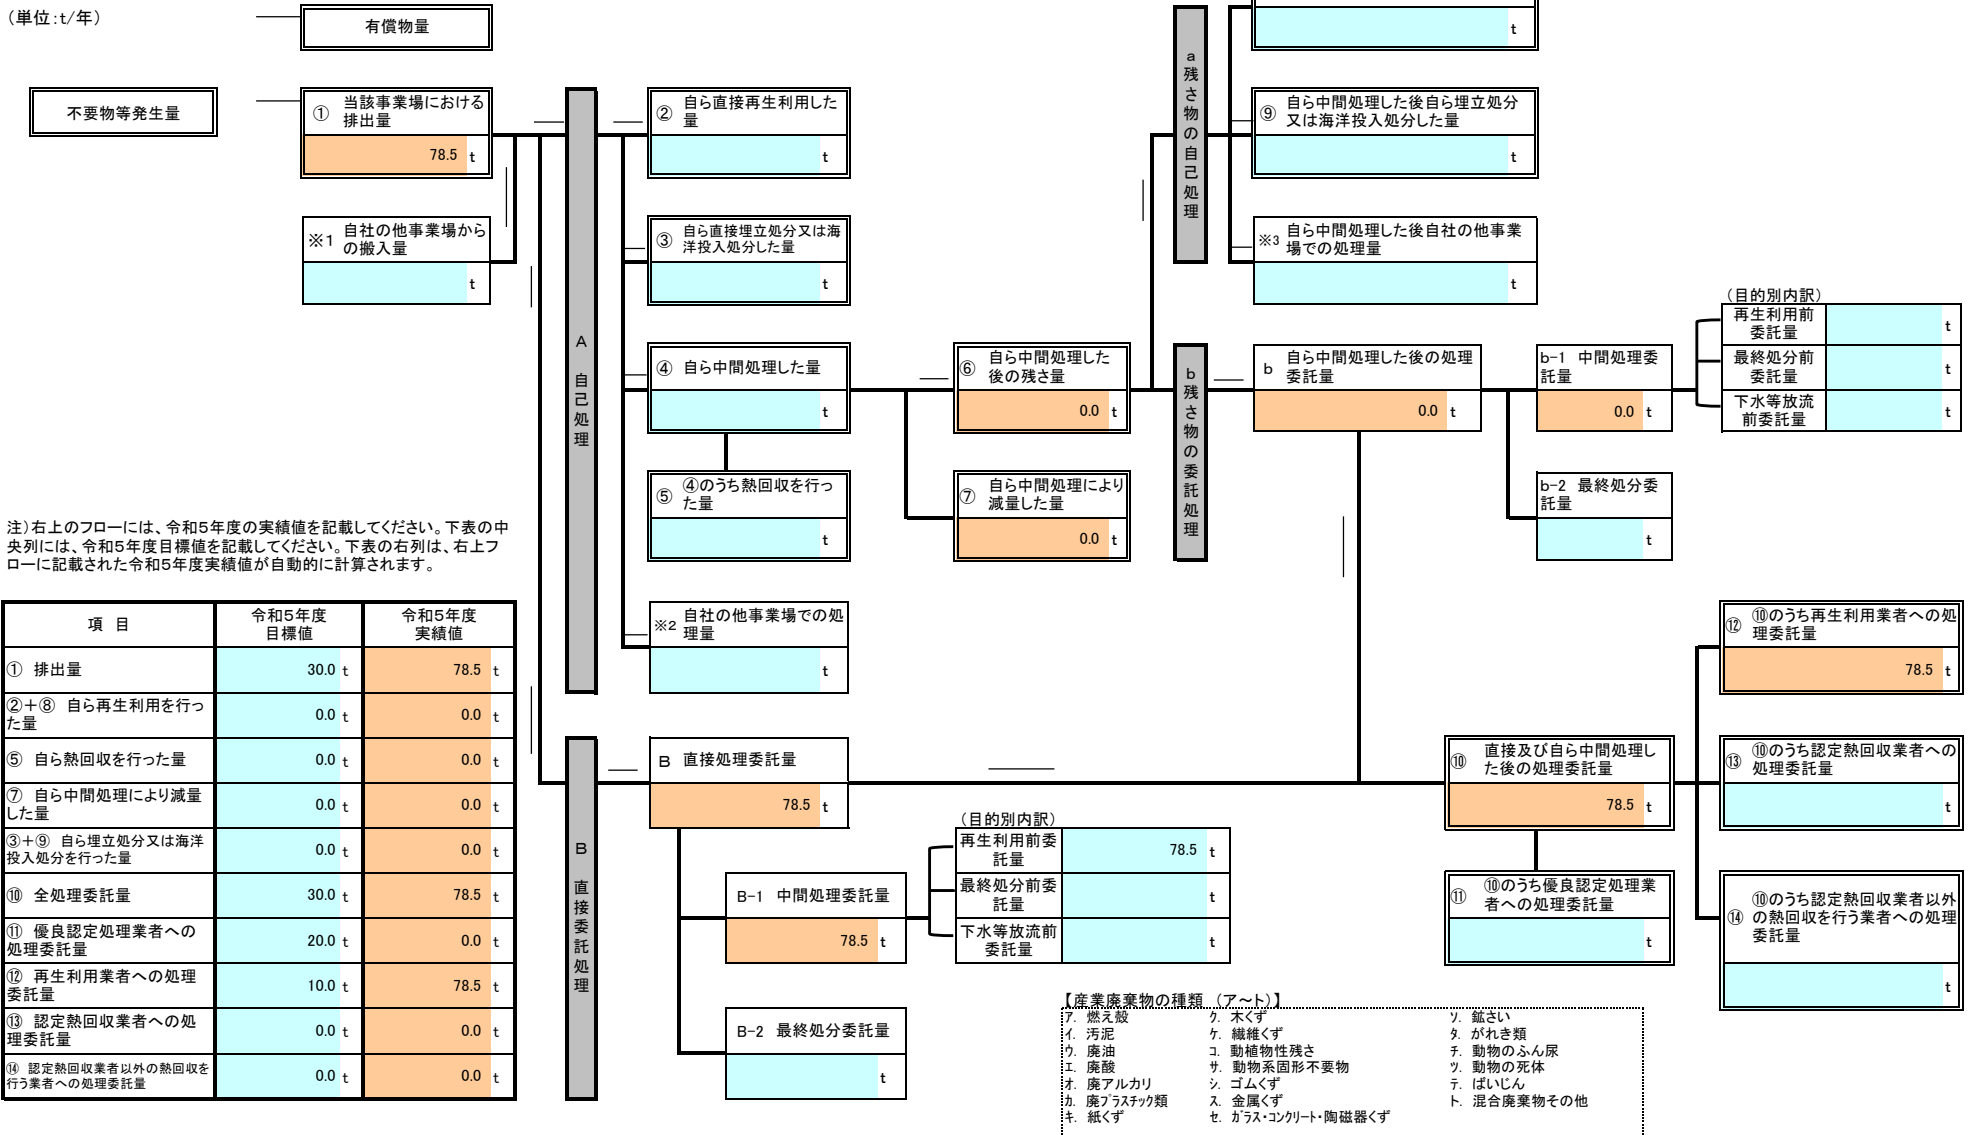 （単位：t/年）
有償物量
不要物等発生量
① 当該事業場における
排出量
78.5 t
※1 自社の他事業場から
の搬入量
t
A 自己処理
② 自ら直接再生利用した
量
t
③ 自ら直接埋立処分又は海
洋投入処分した量
t
④ 自ら中間処理した量
t
⑤ ④のうち熱回収を行っ
た量
t
※2 自社の他事業場での処
理量
t
⑥ 自ら中間処理した
後の残さ量
0.0 t
⑦ 自ら中間処理により
減量した量
0.0 t
a 残さ物の自己処理
t
⑨ 自ら中間処理した後自ら埋立処分
又は海洋投入処分した量
t
※3 自ら中間処理した後自社の他事業
場での処理量
t
b 残さ物の委託処理
b 自ら中間処理した後の処理
委託量
0.0 t
b-1 中間処理委
託量
0.0 t
（目的別内訳）
再生利用前
委託量
t
最終処分前
委託量
t
下水等放流
前委託量
t
b-2 最終処分委
託量
t
注）右上のフローには、令和5年度の実績値を記載してください。下表の中
央列には、令和5年度目標値を記載してください。下表の右列は、右上フ
ローに記載された令和5年度実績値が自動的に計算されます。
項 目
令和5年度
目標値
令和5年度
実績値
① 排出量 30.0 t 78.5 t
②＋⑧ 自ら再生利用を行っ
た量 0.0 t 0.0 t
⑤ 自ら熱回収を行った量 0.0 t 0.0 t
⑦ 自ら中間処理により減量
した量 0.0 t 0.0 t
③＋⑨ 自ら埋立処分又は海洋
投入処分を行った量 0.0 t 0.0 t
⑩ 全処理委託量 30.0 t 78.5 t
⑪ 優良認定処理業者への
処理委託量 20.0 t 0.0 t
⑫ 再生利用業者への処理
委託量 10.0 t 78.5 t
⑬ 認定熱回収業者への処
理委託量 0.0 t 0.0 t
⑭ 認定熱回収業者以外の熱回収を
行う業者への処理委託量 0.0 t 0.0 t
B 直接委託処理
B 直接処理委託量
78.5 t
B-1 中間処理委託量
78.5 t
B-2 最終処分委託量
t
（目的別内訳）
再生利用前委
託量
78.5 t
最終処分前委
託量
t
下水等放流前
委託量
t
⑩ 直接及び自ら中間処理し
た後の処理委託量
78.5 t
⑪ ⑩のうち優良認定処理業
者への処理委託量
t
⑫ ⑩のうち再生利用業者への処
理委託量
78.5 t
⑬ ⑩のうち認定熱回収業者への
処理委託量
t
⑭ ⑩のうち認定熱回収業者以外
の熱回収を行う業者への処理
委託量
t
【産業廃棄物の種類 （ア～ト）】
ア. 燃え殻 ク. 木くず ソ. 鉱さい
イ. 汚泥 ケ. 繊維くず タ. がれき類
ウ. 廃油 コ. 動植物性残さ チ. 動物のふん尿
エ. 廃酸 サ. 動物系固形不要物 ツ. 動物の死体
オ. 廃アルカリ シ. ゴムくず テ. ばいじん
カ. 廃プラスチック類 ス. 金属くず ト. 混合廃棄物その他
キ. 紙くず セ. ガラス・コンクリート・陶磁器くず